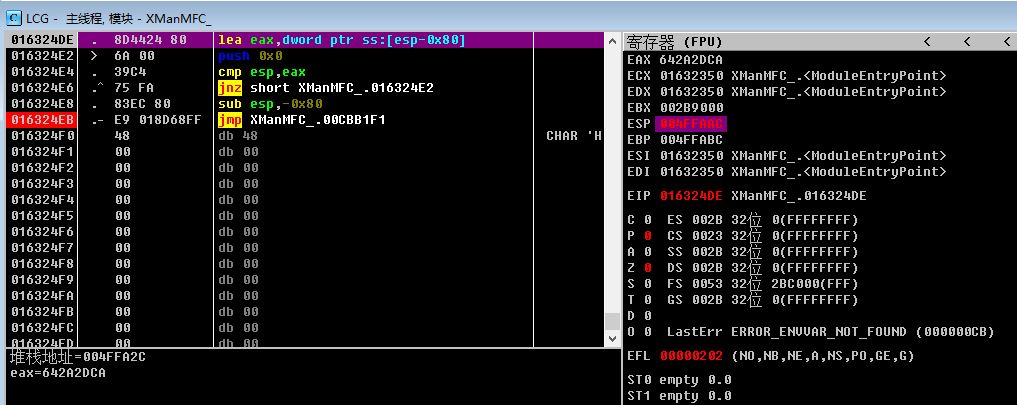 LCG - 主线程, 模块 - XManMFC_
016324DE . 8D4424 80 lea eax,dword ptr ss:[esp-0x80]
016324E2 > 6A 00 push 0x0
016324E4 . 39C4 cmp esp,eax
016324E6 .^ 75 FA jnz short XManMFC_.016324E2
016324E8 . 83EC 80 sub esp,-0x80
016324EB .- E9 018D68FF jmp XManMFC_.00CBB1F1
016324F0 48 db 48 CHAR 'H
016324F1 00 db 00
016324F2 00 db 00
016324F3 00 db 00
016324F4 00 db 00
016324F5 00 db 00
016324F6 00 db 00
016324F7 00 db 00
016324F8 00 db 00
016324F9 00 db 00
016324FA 00 db 00
016324FB 00 db 00
016324FC 00 db 00
016324FD 00 db 00
堆栈地址=004FFA2C
eax=642A2DCA
寄存器 (FPU) < < <
EAX 642A2DCA
ECX 01632350 XManMFC_.<ModuleEntryPoint>
EDX 01632350 XManMFC_.<ModuleEntryPoint>
EBX 002B9000
ESP 004FFAAC
EBP 004FFABC
ESI 01632350 XManMFC_.<ModuleEntryPoint>
EDI 01632350 XManMFC_.<ModuleEntryPoint>
EIP 016324DE XManMFC_.016324DE
C 0 ES 002B 32位 0(FFFFFFFF)
P 0 CS 0023 32位 0(FFFFFFFF)
A 0 SS 002B 32位 0(FFFFFFFF)
Z 0 DS 002B 32位 0(FFFFFFFF)
S 0 FS 0053 32位 2BC000(FFF)
T 0 GS 002B 32位 0(FFFFFFFF)
D 0
O 0 LastErr ERROR_ENVVAR_NOT_FOUND (000000CB)
EFL 00000202 (NO,NB,NE,A,NS,PO,GE,G)
ST0 empty 0.0
ST1 empty 0.0